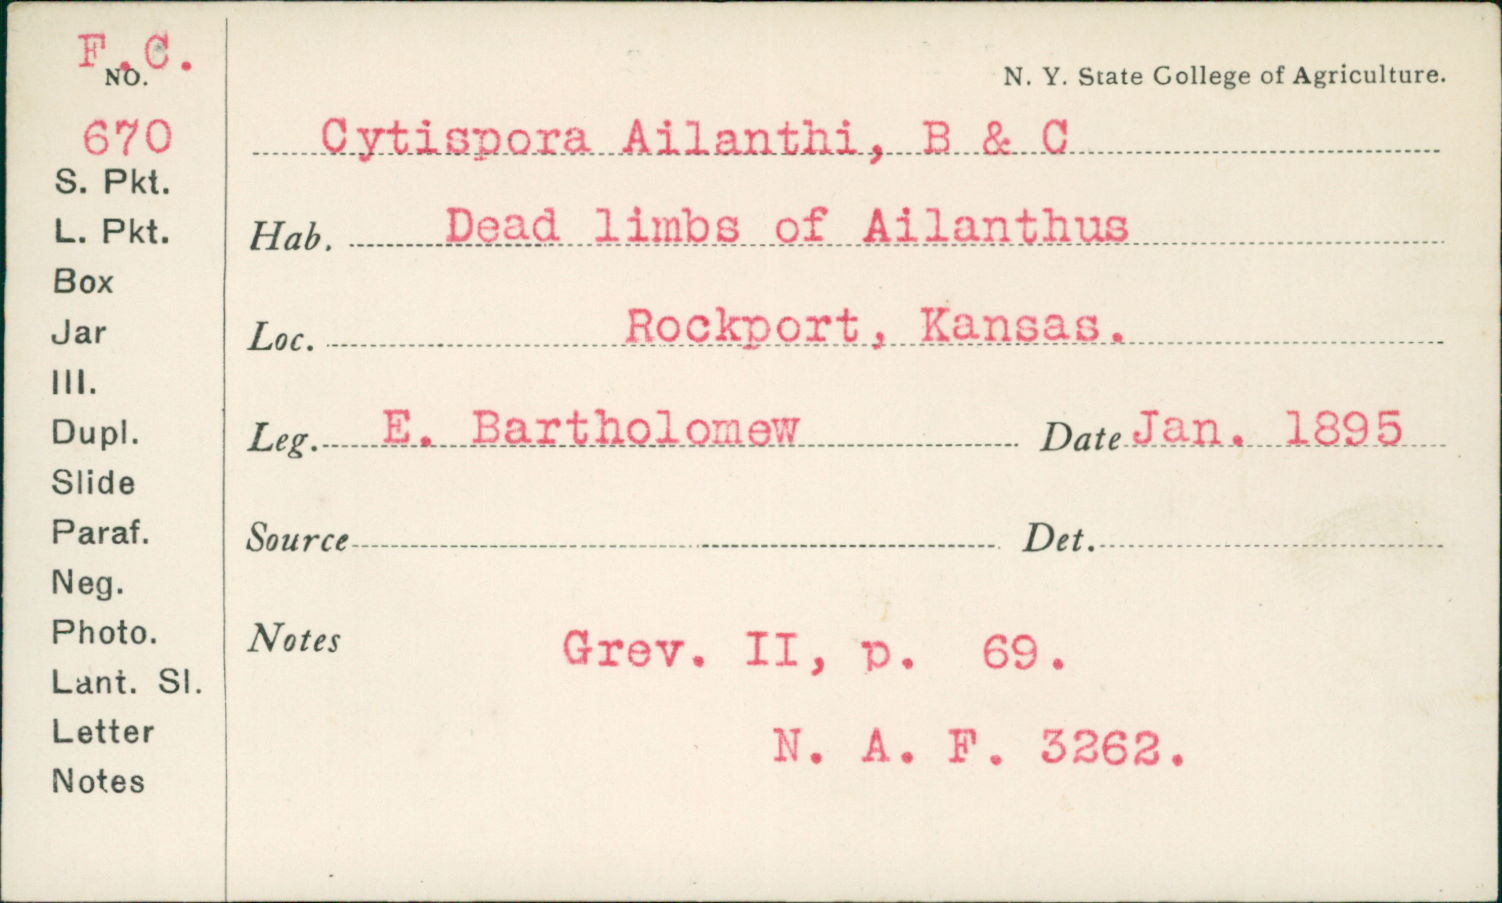 F.C.
NO.
670
S. Pkt.
L. Pkt.
Box
Jar
Ill.
Dupl.
Slide
Paraf.
Neg.
Photo.
Lant. Sl.
Letter
Notes
N. Y. State College of Agriculture.
Cytispora Ailanthi, B & C
Hab. Dead limbs of Ailanthus
Loc. Rockport, Kansas.
Leg. E. Bartholomew Date Jan. 1895
Source Det.
Notes Grev. II, p. 69.
N. A. F. 3262.